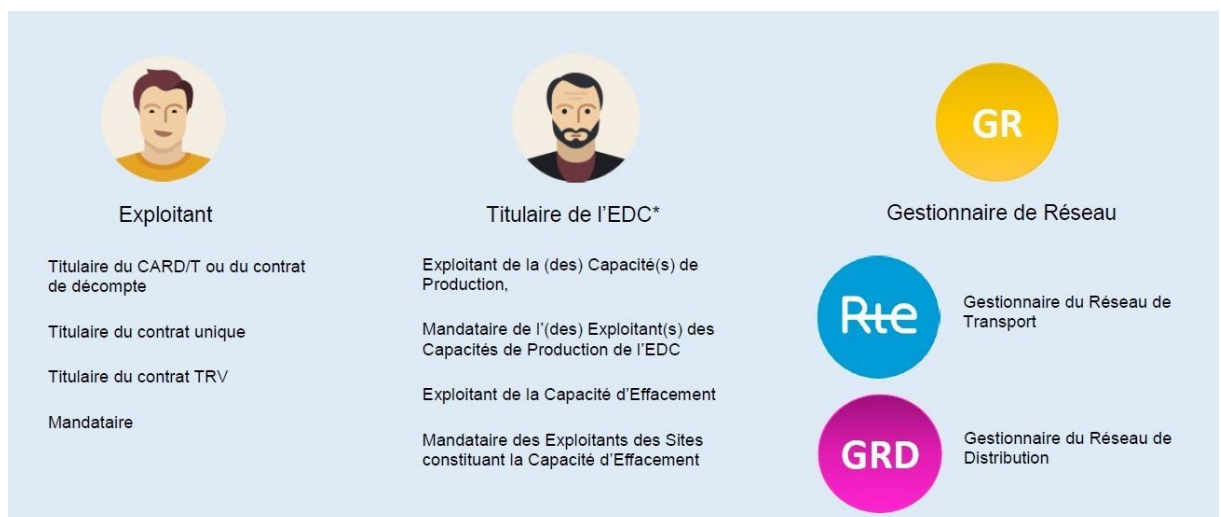 Exploitant
Titulaire du CARD/T ou du contrat
de décompte
Titulaire du contrat unique
Titulaire du contrat TRV
Mandataire
Titulaire de l'EDC*
Exploitant de la (des) Capacité(s) de
Production,
Mandataire de l'(des) Exploitant(s) des
Capacités de Production de l'EDC
Exploitant de la Capacité d'Effacement
Mandataire des Exploitants des Sites
constituant la Capacité d'Effacement
GR
Gestionnaire de Réseau
Rte
Gestionnaire du Réseau de
Transport
GRD
Gestionnaire du Réseau de
Distribution